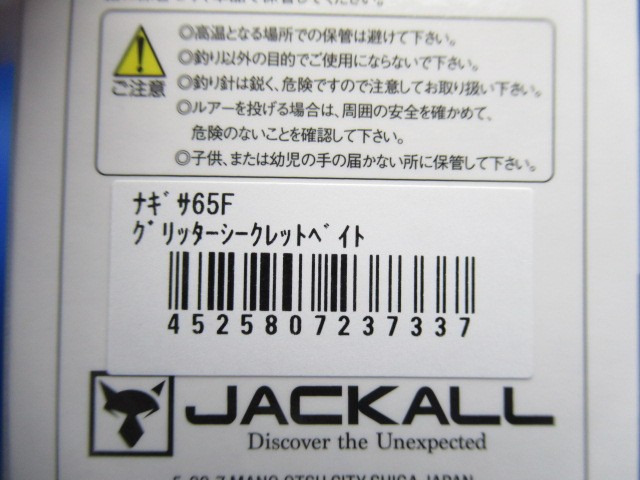 ◎高温となる場所での保管は避けて下さい。
◎釣り以外の目的でご使用にならないで下さい。
◎釣り針は鋭く、危険ですので注意してお取り扱い下さい。
ご注意
◎ルアーを投げる場合は、周囲の安全を確かめて、
危険のないことを確認して下さい。
◎子供、または幼児の手の届かない所に保管して下さい。
ﾅｷﾞｻ65F
ｸﾞﾘｯﾀｰｼｰｸﾚｯﾄﾍﾞｲﾄ
4525807237337
JACKALL
Discover the Unexpected
MANO OTSU CITY SHIGA JAPAN